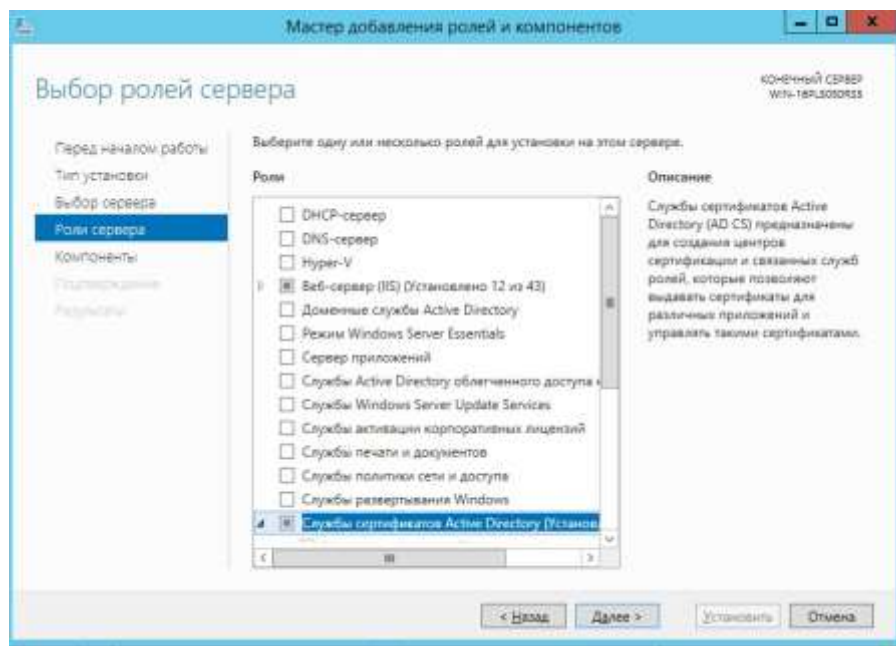 Мастер добавления ролей и компонентов
Выбор ролей сервера
КОНЕЧНЫЙ СЕРВЕР
Перед началом работы
Тип установки
Выбор сервера
Роли сервера
Компоненты
Подтверждение
Результаты
Выберите одну или несколько ролей для установки на этом сервере.
Роли
DHCP-сервер
DNS-сервер
Hyper-V
Веб-сервер (IIS) (Установлено 12 из 43)
Доменные службы Active Directory
Режим Windows Server Essentials
Сервер приложений
Службы Active Directory облегченного доступа
Службы Windows Server Update Services
Службы активации корпоративных лицензий
Службы печати и документов
Службы политики сети и доступа
Службы развертывания Windows
Службы сертификатов Active Directory (Установ
Описание
Службы сертификатов Active
Directory (AD CS) предназначены
для создания центров
сертификации и связанных служб
ролей, которые позволяют
выдавать сертификаты для
различных приложений и
управлять такими сертификатами.
< Назад
Далее >
Установить
Отмена